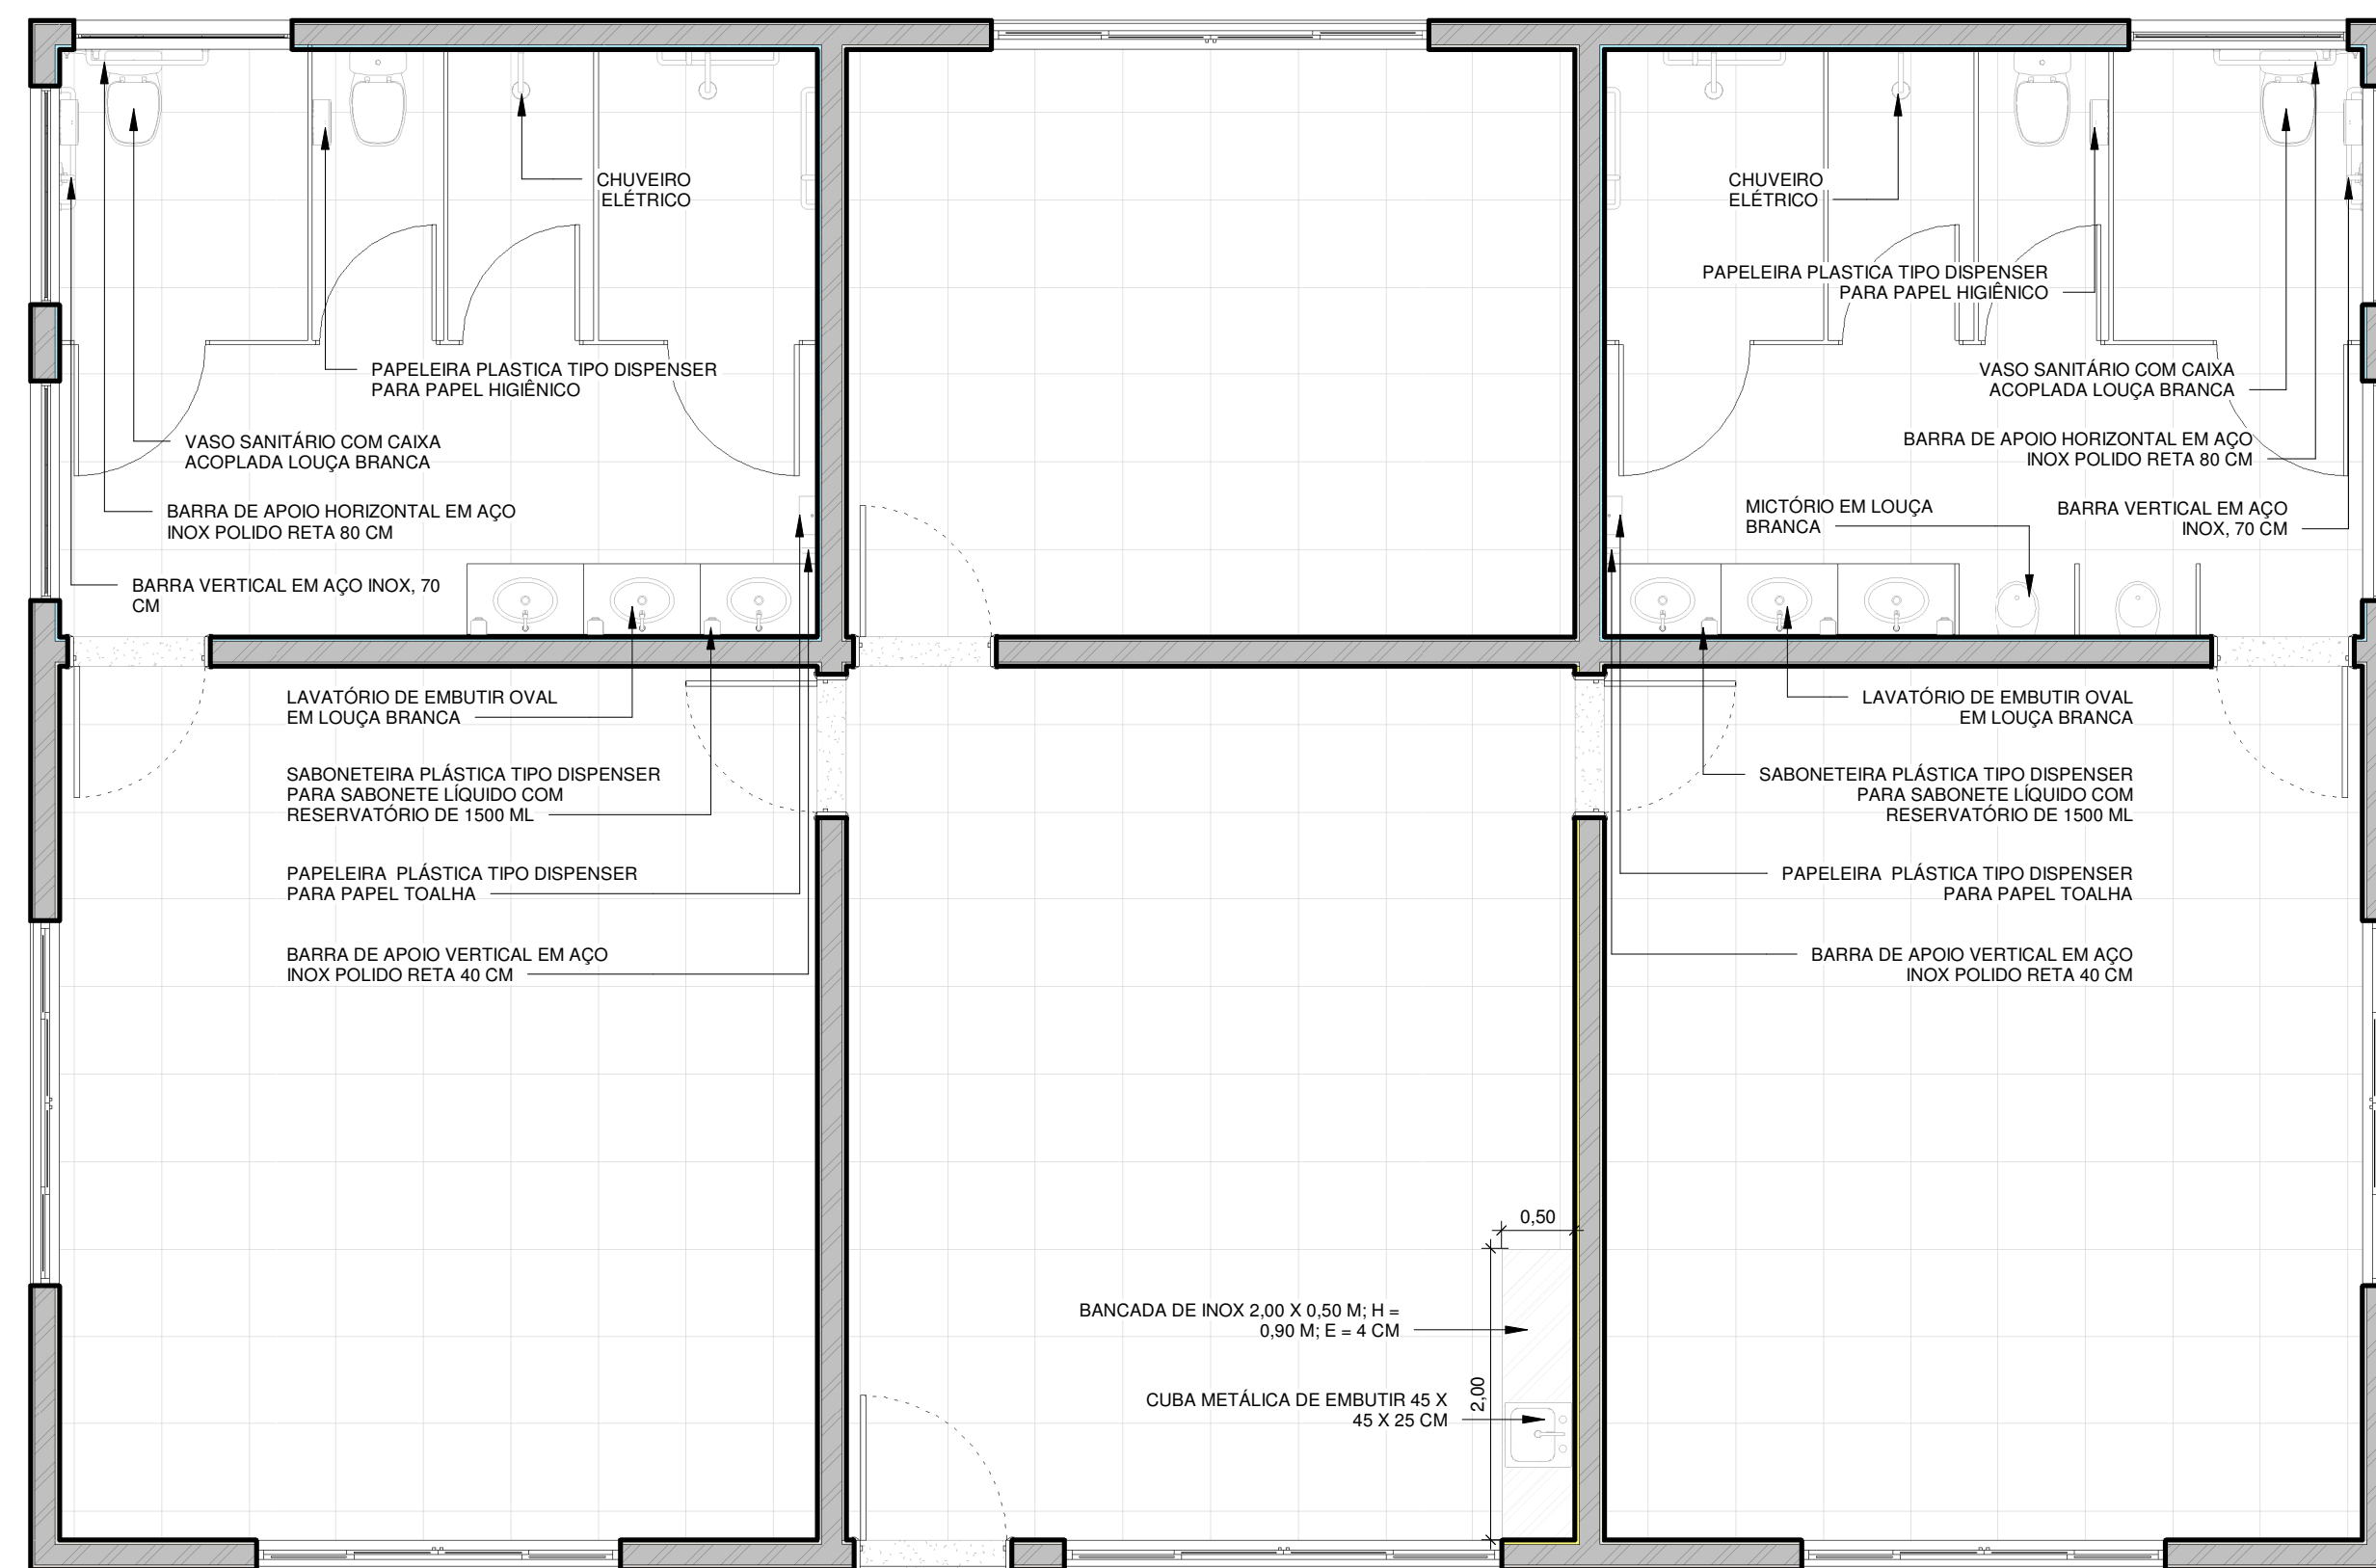 CHUVEIRO
ELÉTRICO
PAPELEIRA PLASTICA TIPO DISPENSER
PARA PAPEL HIGIÊNICO
VASO SANITÁRIO COM CAIXA
ACOPLADA LOUÇA BRANCA
BARRA DE APOIO HORIZONTAL EM AÇO
INOX POLIDO RETA 80 CM
BARRA VERTICAL EM AÇO INOX, 70
CM
LAVATÓRIO DE EMBUTIR OVAL
EM LOUÇA BRANCA
SABONETEIRA PLÁSTICA TIPO DISPENSER
PARA SABONETE LÍQUIDO COM
RESERVATÓRIO DE 1500 ML
PAPELEIRA PLÁSTICA TIPO DISPENSER
PARA PAPEL TOALHA
BARRA DE APOIO VERTICAL EM AÇO
INOX POLIDO RETA 40 CM
CHUVEIRO
ELÉTRICO
PAPELEIRA PLASTICA TIPO DISPENSER
PARA PAPEL HIGIÊNICO
VASO SANITÁRIO COM CAIXA
ACOPLADA LOUÇA BRANCA
BARRA DE APOIO HORIZONTAL EM AÇO
INOX POLIDO RETA 80 CM
MICTÓRIO EM LOUÇA
BRANCA
BARRA VERTICAL EM AÇO
INOX, 70 CM
LAVATÓRIO DE EMBUTIR OVAL
EM LOUÇA BRANCA
SABONETEIRA PLÁSTICA TIPO DISPENSER
PARA SABONETE LÍQUIDO COM
RESERVATÓRIO DE 1500 ML
PAPELEIRA PLÁSTICA TIPO DISPENSER
PARA PAPEL TOALHA
BARRA DE APOIO VERTICAL EM AÇO
INOX POLIDO RETA 40 CM
0,50
BANCADA DE INOX 2,00 X 0,50 M; H =
0,90 M; E = 4 CM
2,00
CUBA METÁLICA DE EMBUTIR 45 X
45 X 25 CM